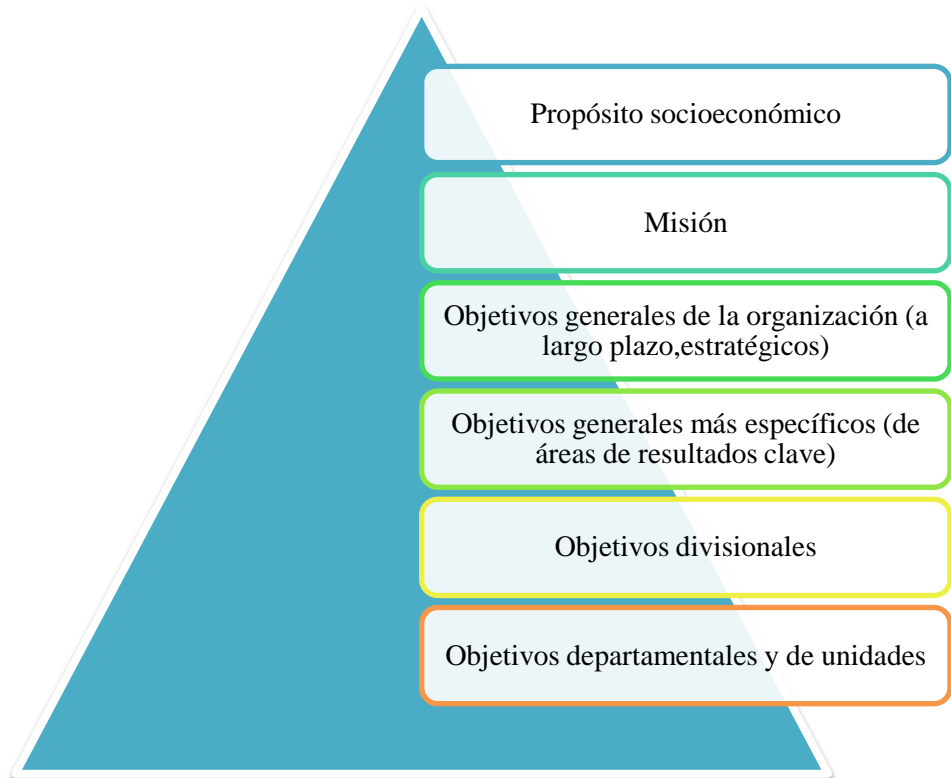 Propósito socioeconómico
Misión
Objetivos generales de la organización (a
largo plazo,estratégicos)
Objetivos generales más específicos (de
áreas de resultados clave)
Objetivos divisionales
Objetivos departamentales y de unidades